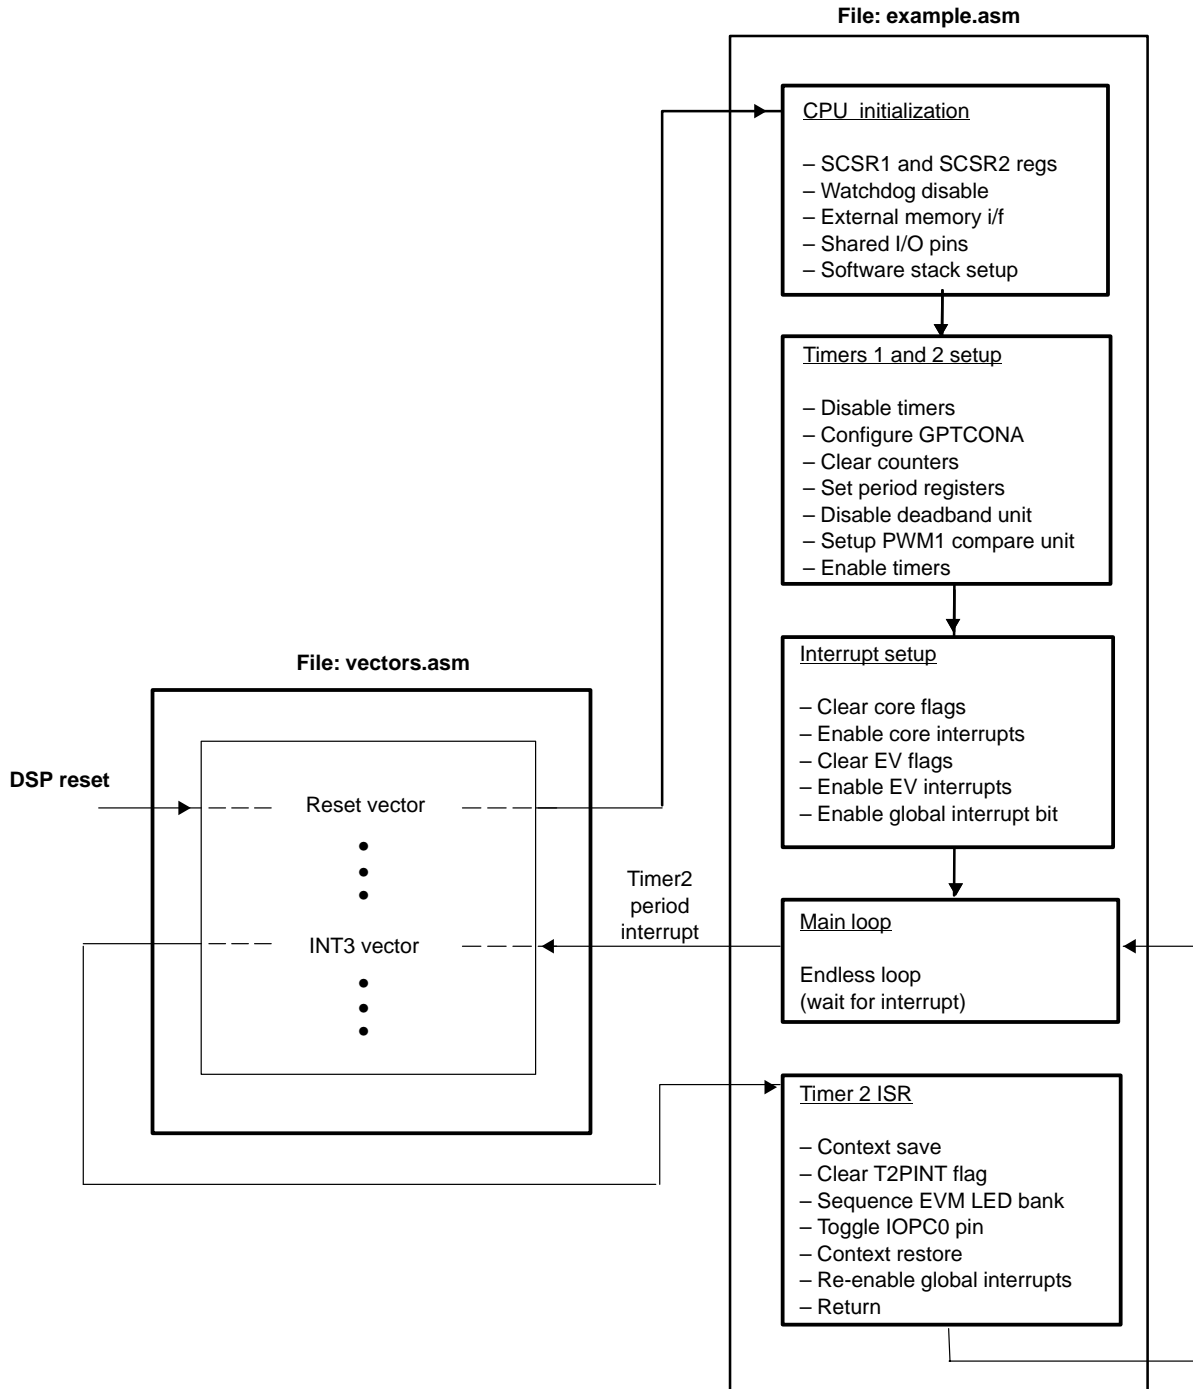 File: example.asm
CPU initialization
– SCSR1 and SCSR2 regs
– Watchdog disable
– External memory i/f
– Shared I/O pins
– Software stack setup
Timers 1 and 2 setup
– Disable timers
– Configure GPTCONA
– Clear counters
– Set period registers
– Disable deadband unit
– Setup PWM1 compare unit
– Enable timers
Interrupt setup
– Clear core flags
– Enable core interrupts
– Clear EV flags
– Enable EV interrupts
– Enable global interrupt bit
File: vectors.asm
DSP reset
Reset vector
INT3 vector
Timer2
period
interrupt
Main loop
Endless loop
(wait for interrupt)
Timer 2 ISR
– Context save
– Clear T2PINT flag
– Sequence EVM LED bank
– Toggle IOPC0 pin
– Context restore
– Re-enable global interrupts
– Return